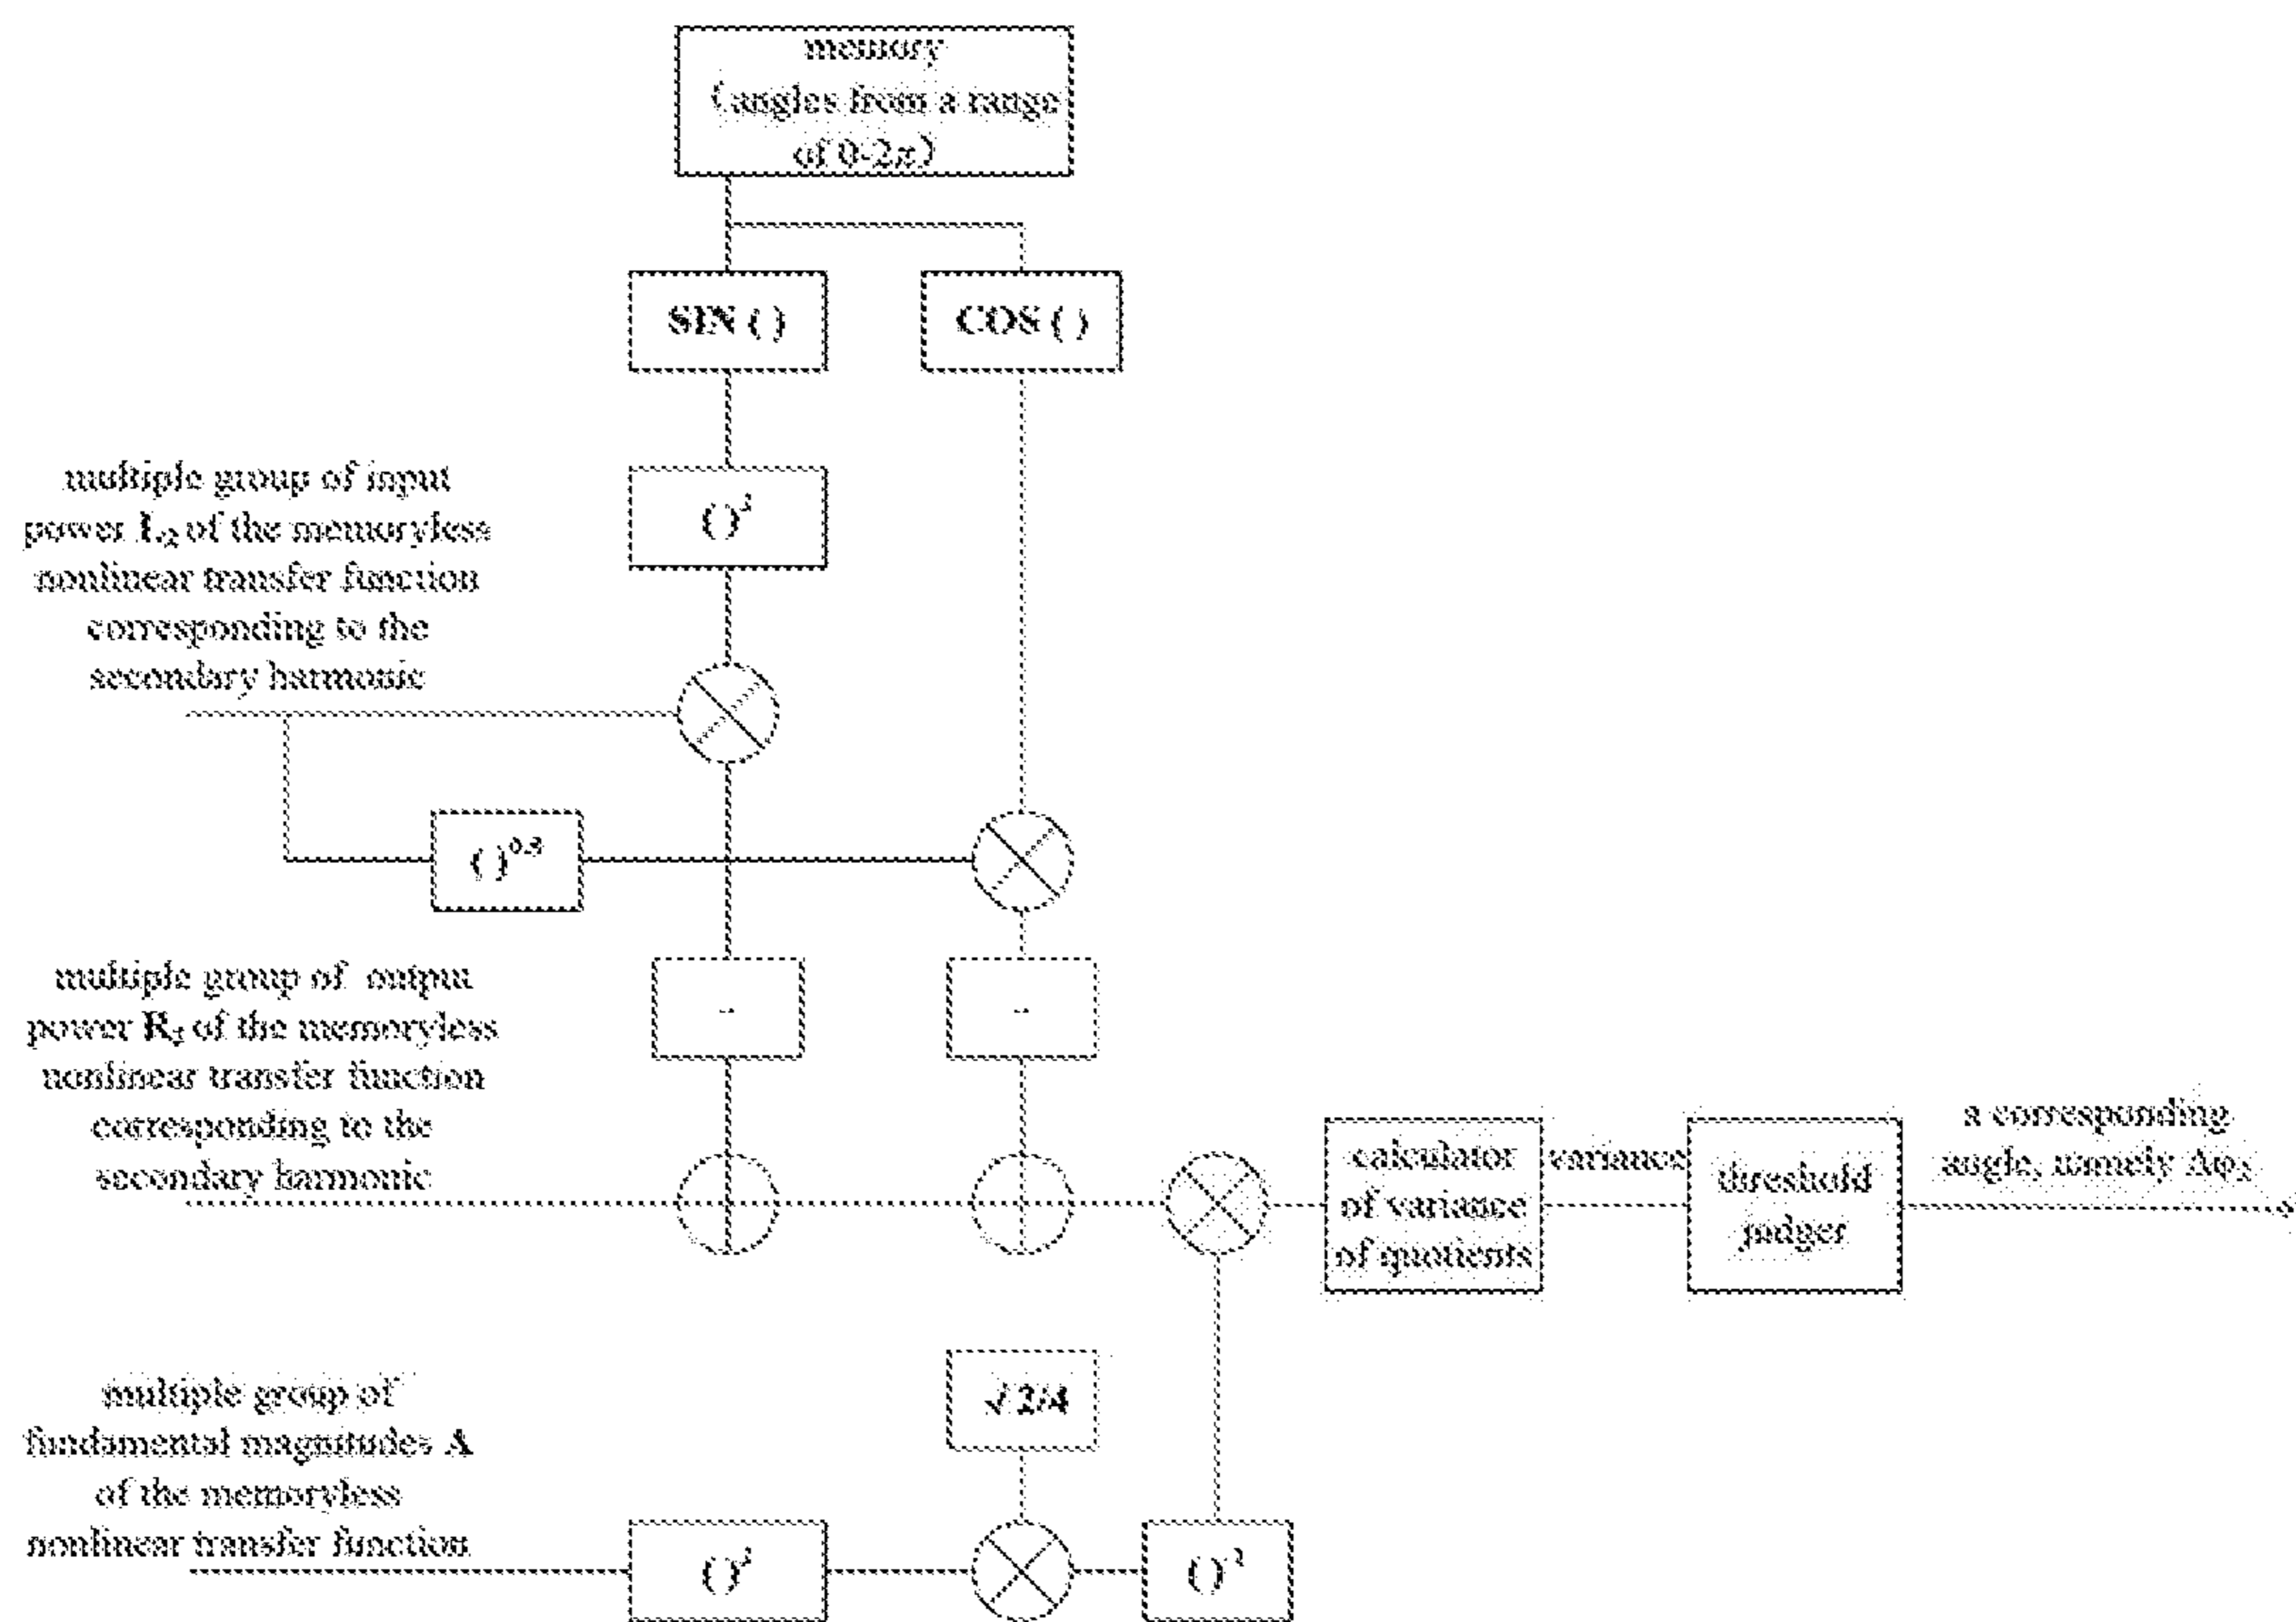 memory
(angles from a range
of 0-2π)
SIN ( )
COS ( )
multiple group of input
power L₂ of the memoryless
nonlinear transfer function
corresponding to the
secondary harmonic
( )²
( )⁰·⁵
-
-
multiple group of output
power R₂ of the memoryless
nonlinear transfer function
corresponding to the
secondary harmonic
calculator
of variance
of quotients
variance
threshold
judger
a corresponding
angle, namely Δφ₂
√2/4
multiple group of
fundamental magnitudes A
of the memoryless
nonlinear transfer function
( )²